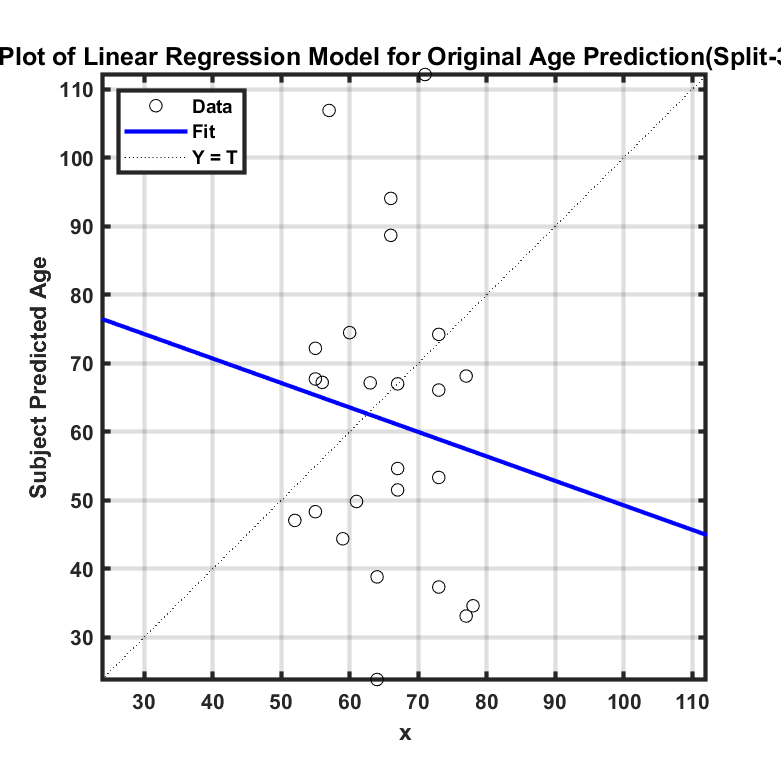 Plot of Linear Regression Model for Original Age Prediction(Split-3
Data
Fit
Y = T
110
100
90
80
70
60
50
40
30
Subject Predicted Age
30 40 50 60 70 80 90 100 110
x